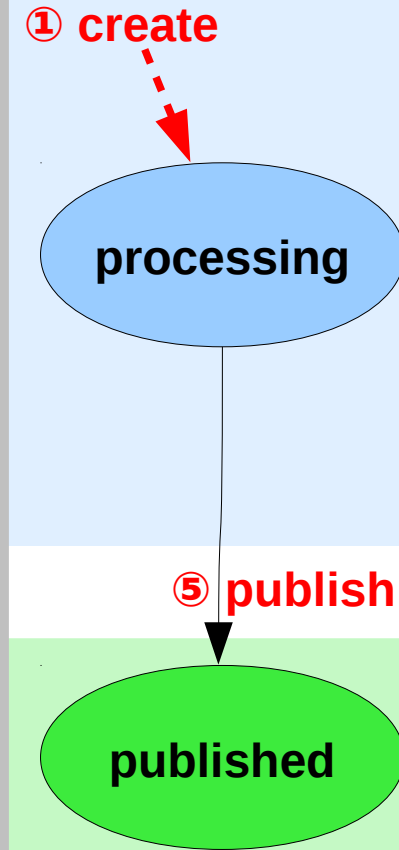 ① create
processing
⑤ publish
published